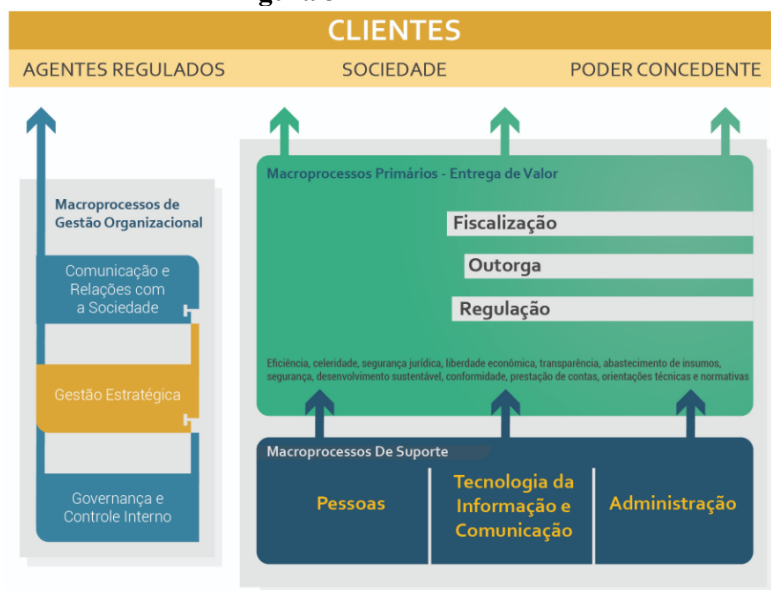 CLIENTES
AGENTES REGULADOS
SOCIEDADE
PODER CONCEDENTE
Macroprocessos de
Gestão Organizacional
Comunicação e
Relações com
a Sociedade
Gestão Estratégica
Governança e
Controle Interno
Macroprocessos Primários - Entrega de Valor
Fiscalização
Outorga
Regulação
Eficiência, celeridade, segurança jurídica, liberdade econômica, transparência, abastecimento de insumos,
segurança, desenvolvimento sustentável, conformidade, prestação de contas, orientações técnicas e normativas
Macroprocessos De Suporte
Pessoas
Tecnologia da
Informação e
Comunicação
Administração